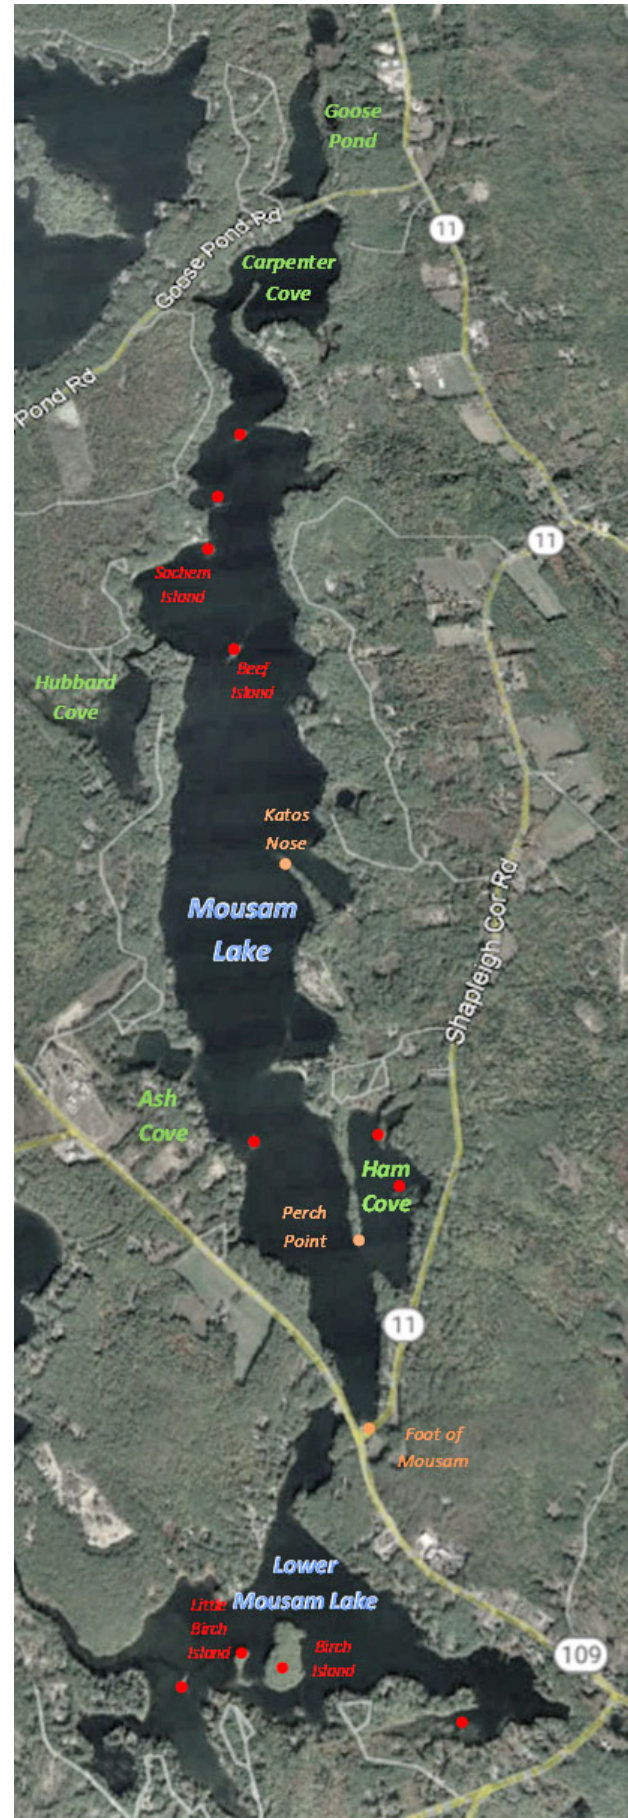 Goose
Pond
11
Goose Pond Rd
Carpenter
Cove
Pond Rd
11
Sachem
Island
Beef
Island
Hubbard
Cove
Katos
Nose
Mousam
Lake
Shapleigh Cor Rd
Ash
Cove
Ham
Cove
Perch
Point
11
Foot of
Mousam
Lower
Mousam Lake
Little
Birch
Island
Birch
Island
109